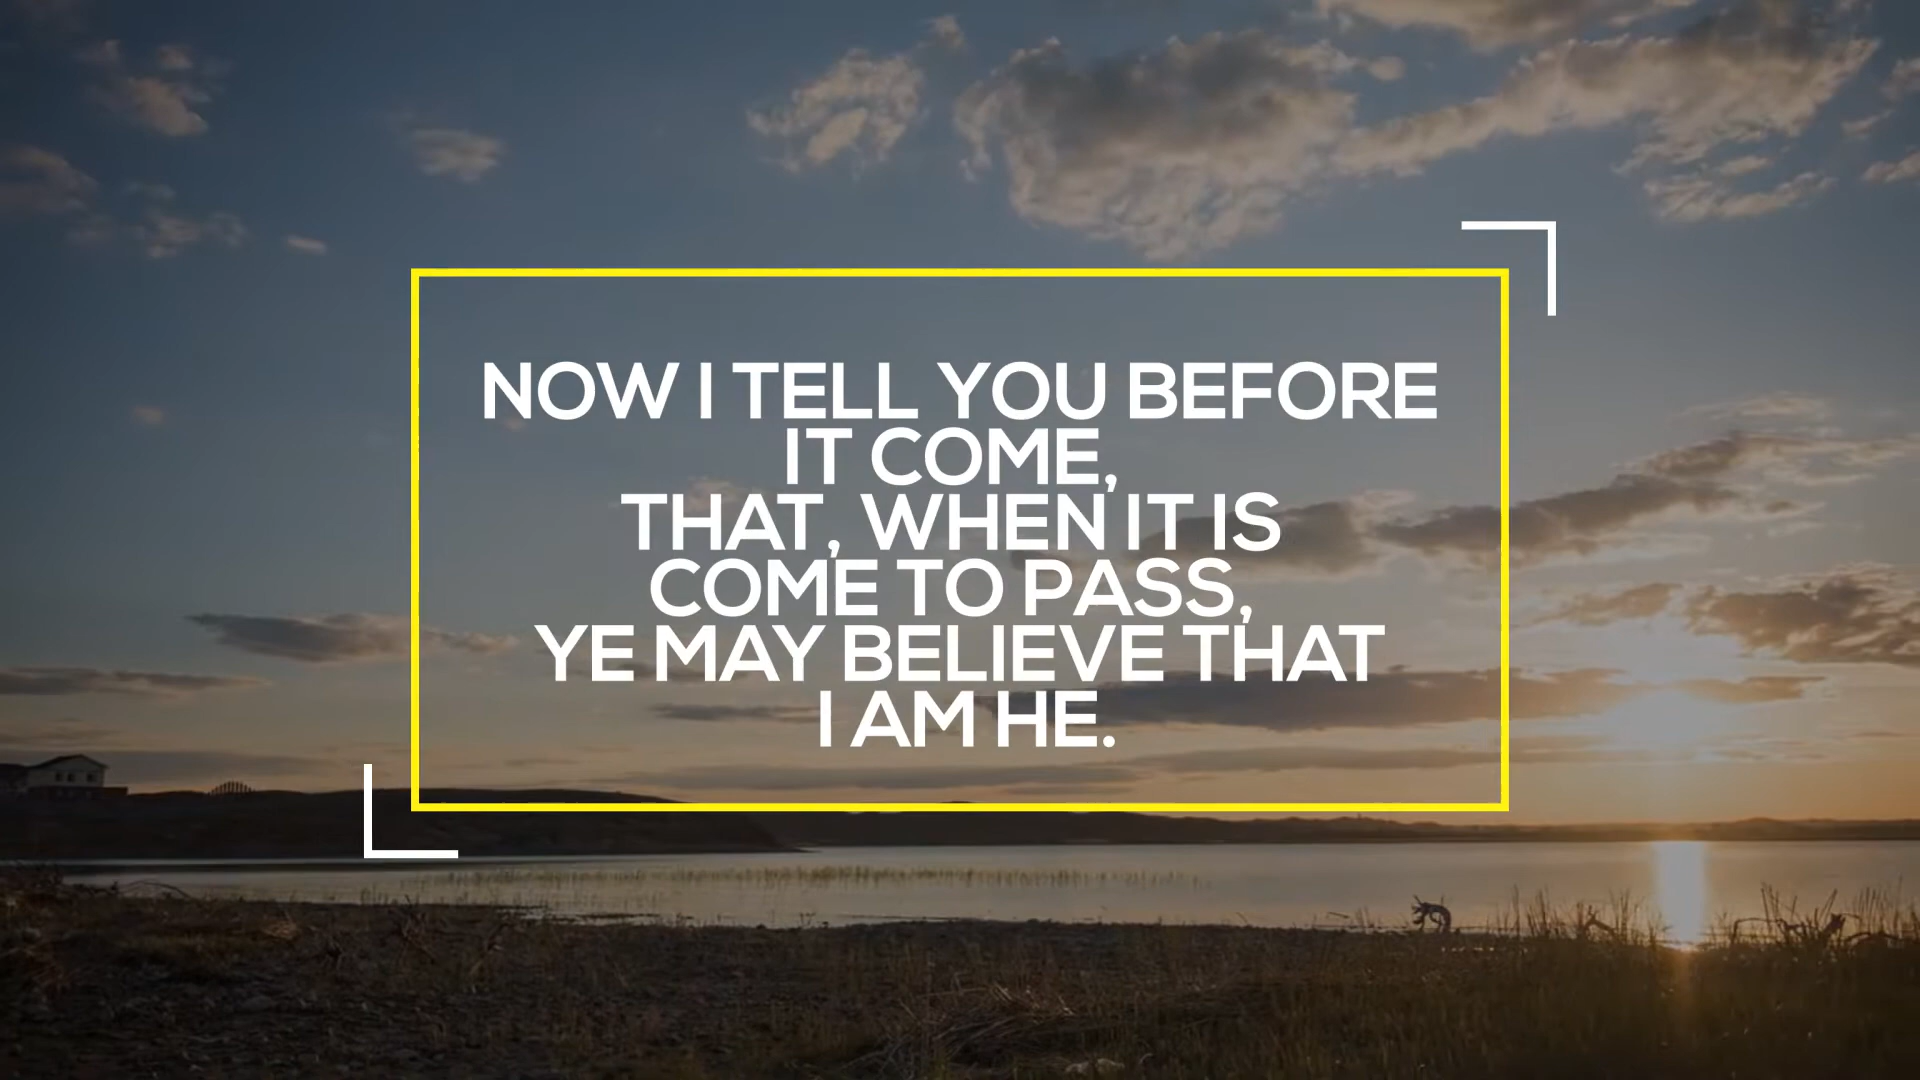 NOW I TELL YOU BEFORE
IT COME,
THAT, WHEN IT IS
COME TO PASS,
YE MAY BELIEVE THAT
I AM HE.